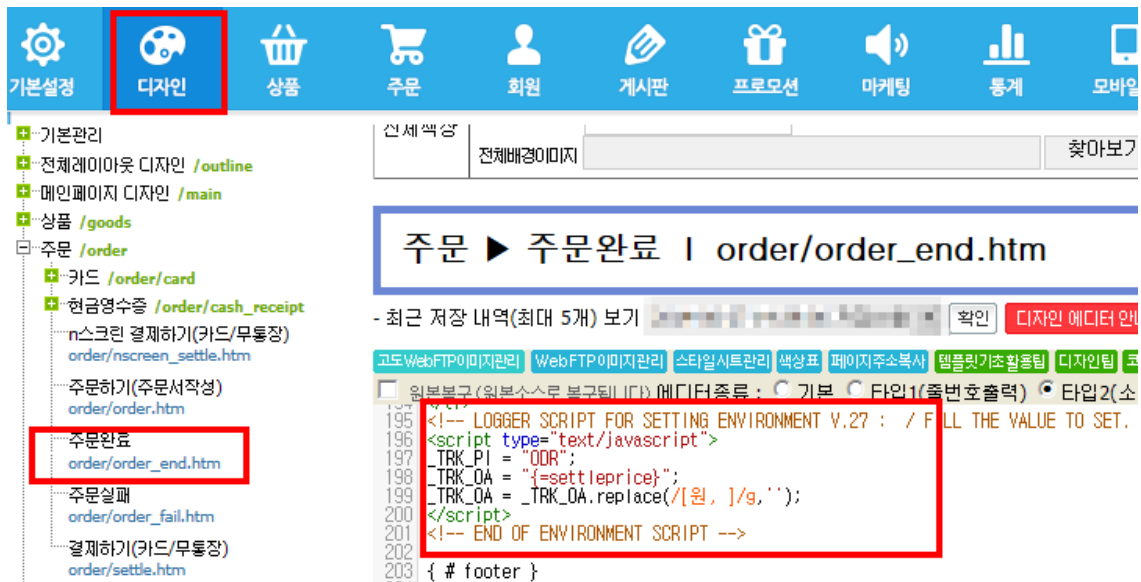 기본설정
디자인
상품
주문
회원
게시판
프로모션
마케팅
통계
모바일
기본관리
전체레이아웃 디자인 /outline
메인페이지 디자인 /main
상품 /goods
주문 /order
카드 /order/card
현금영수증 /order/cash_receipt
n스크린 결제하기(카드/무통장)
order/nscreen_settle.htm
주문하기(주문서작성)
order/order.htm
주문완료
order/order_end.htm
주문실패
order/order_fail.htm
결제하기(카드/무통장)
order/settle.htm
전체색상
전체배경이미지
찾아보기
주문 ▶ 주문완료 | order/order_end.htm
- 최근 저장 내역(최대 5개) 보기
확인
디자인 에디터 안내
고도WebFTP이미지관리 WebFTP이미지관리 스타일시트관리 색상표 페이지주소복사 템플릿기초활용팁 디자인팁 코
원본복구(원본소스로 복구됩니다) 에디터종류 : 기본 타입1(줄번호출력) 타입2(소
194 </tr>
195 <!-- LOGGER SCRIPT FOR SETTING ENVIRONMENT V.27 : / FILL THE VALUE TO SET.
196 <script type="text/javascript">
197 _TRK_PI = "ODR";
198 _TRK_OA = "{=settleprice}";
199 _TRK_OA = _TRK_OA.replace(/[원, ]/g,'');
200 </script>
201 <!-- END OF ENVIRONMENT SCRIPT -->
202
203 { # footer }